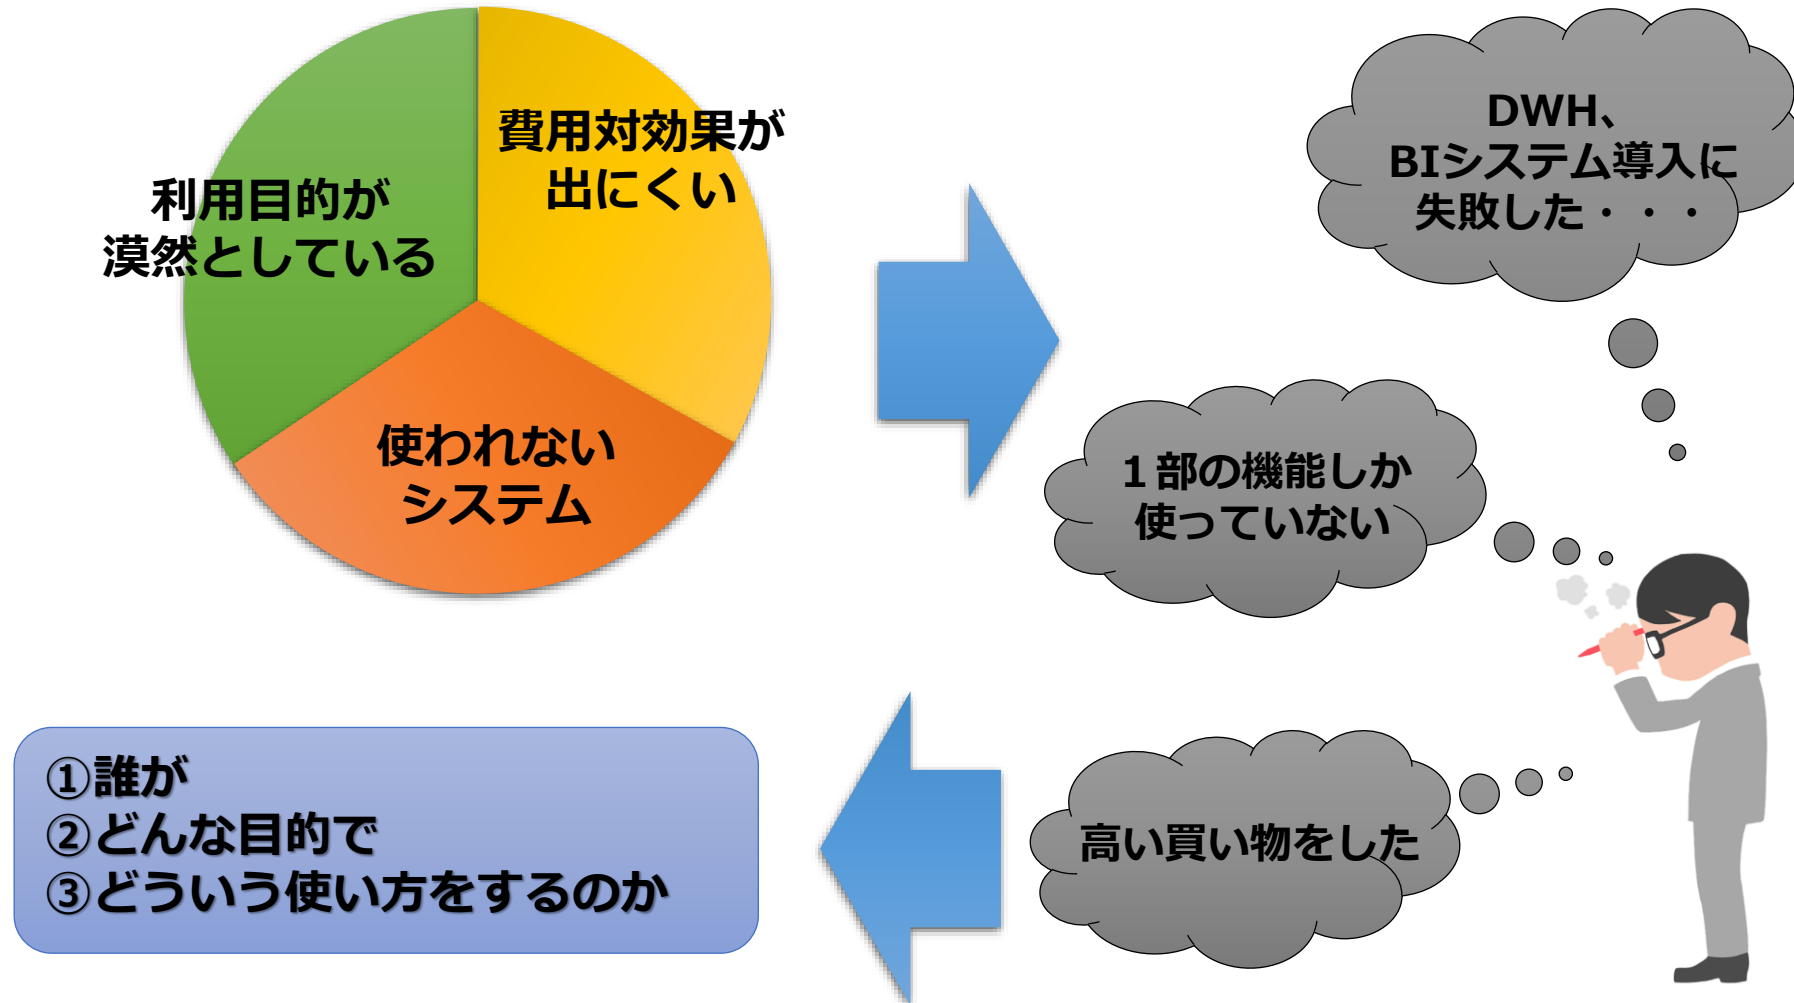 費用対効果が
出にくい
利用目的が
漠然としている
使われない
システム
DWH、
BIシステム導入に
失敗した・・・
１部の機能しか
使っていない
高い買い物をした
①誰が
②どんな目的で
③どういう使い方をするのか